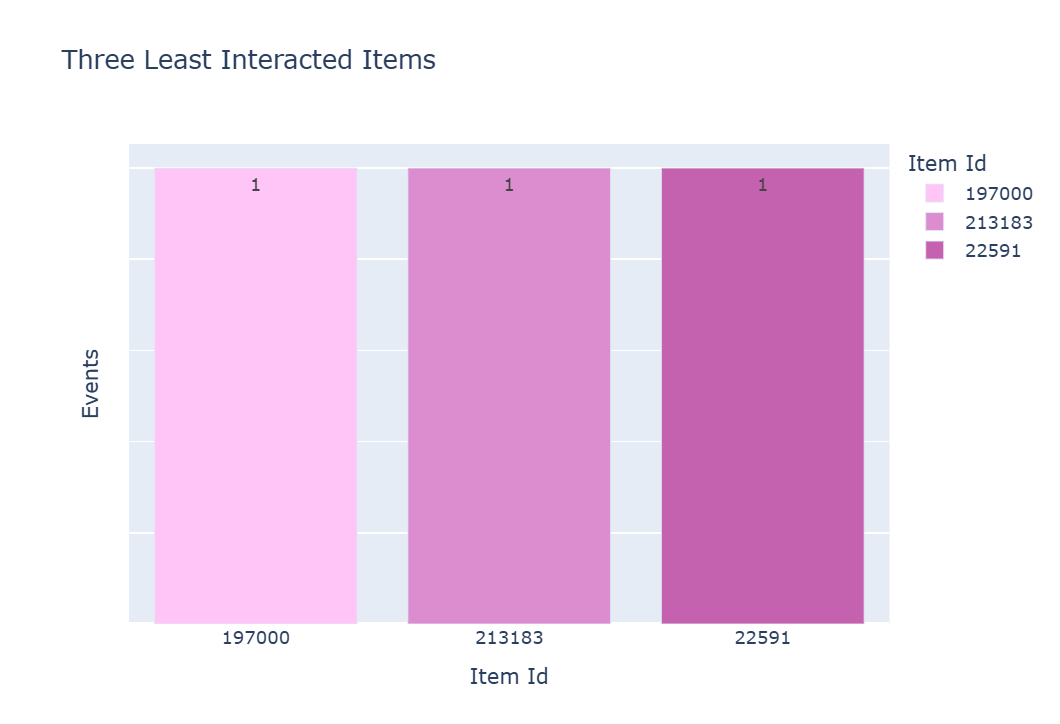 Three Least Interacted Items
Item Id
197000
213183
22591
1 1 1
Events
197000 213183 22591
Item Id